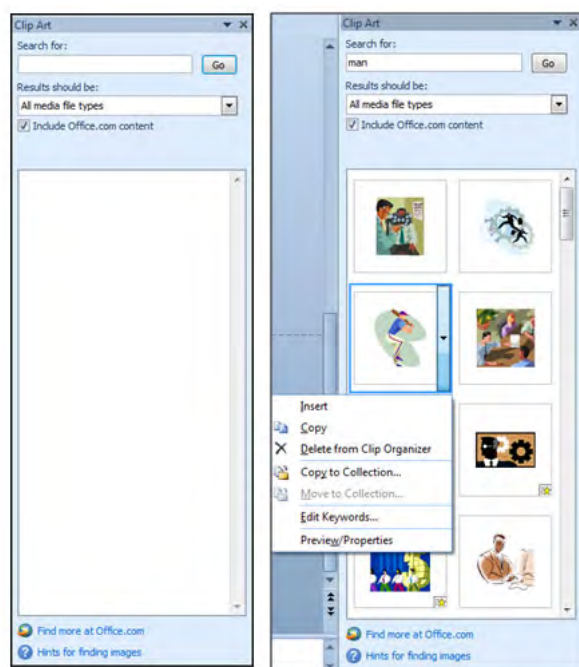 Clip Art
Search for:
Go
Results should be:
All media file types
Include Office.com content
Find more at Office.com
Hints for finding images
Clip Art
Search for:
man
Go
Results should be:
All media file types
Include Office.com content
Insert
Copy
Delete from Clip Organizer
Copy to Collection...
Move to Collection...
Edit Keywords...
Preview/Properties
Find more at Office.com
Hints for finding images